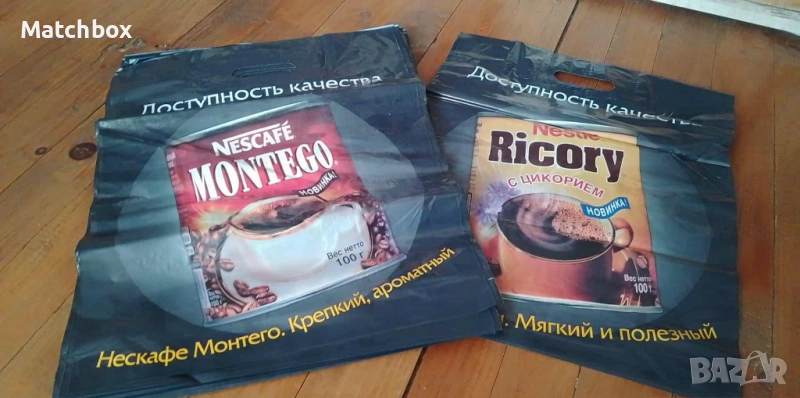 Matchbox
Доступность качества
NESCAFÉ
MONTEGO
НОВИНКА!
Вес нетто
100 г
Нескафе Монтего. Крепкий, ароматный
Доступность качества
Nestlé
Ricory
С ЦИКОРИЕМ
НОВИНКА!
Вес нетто
100 г
Мягкий и полезный
BAZAR